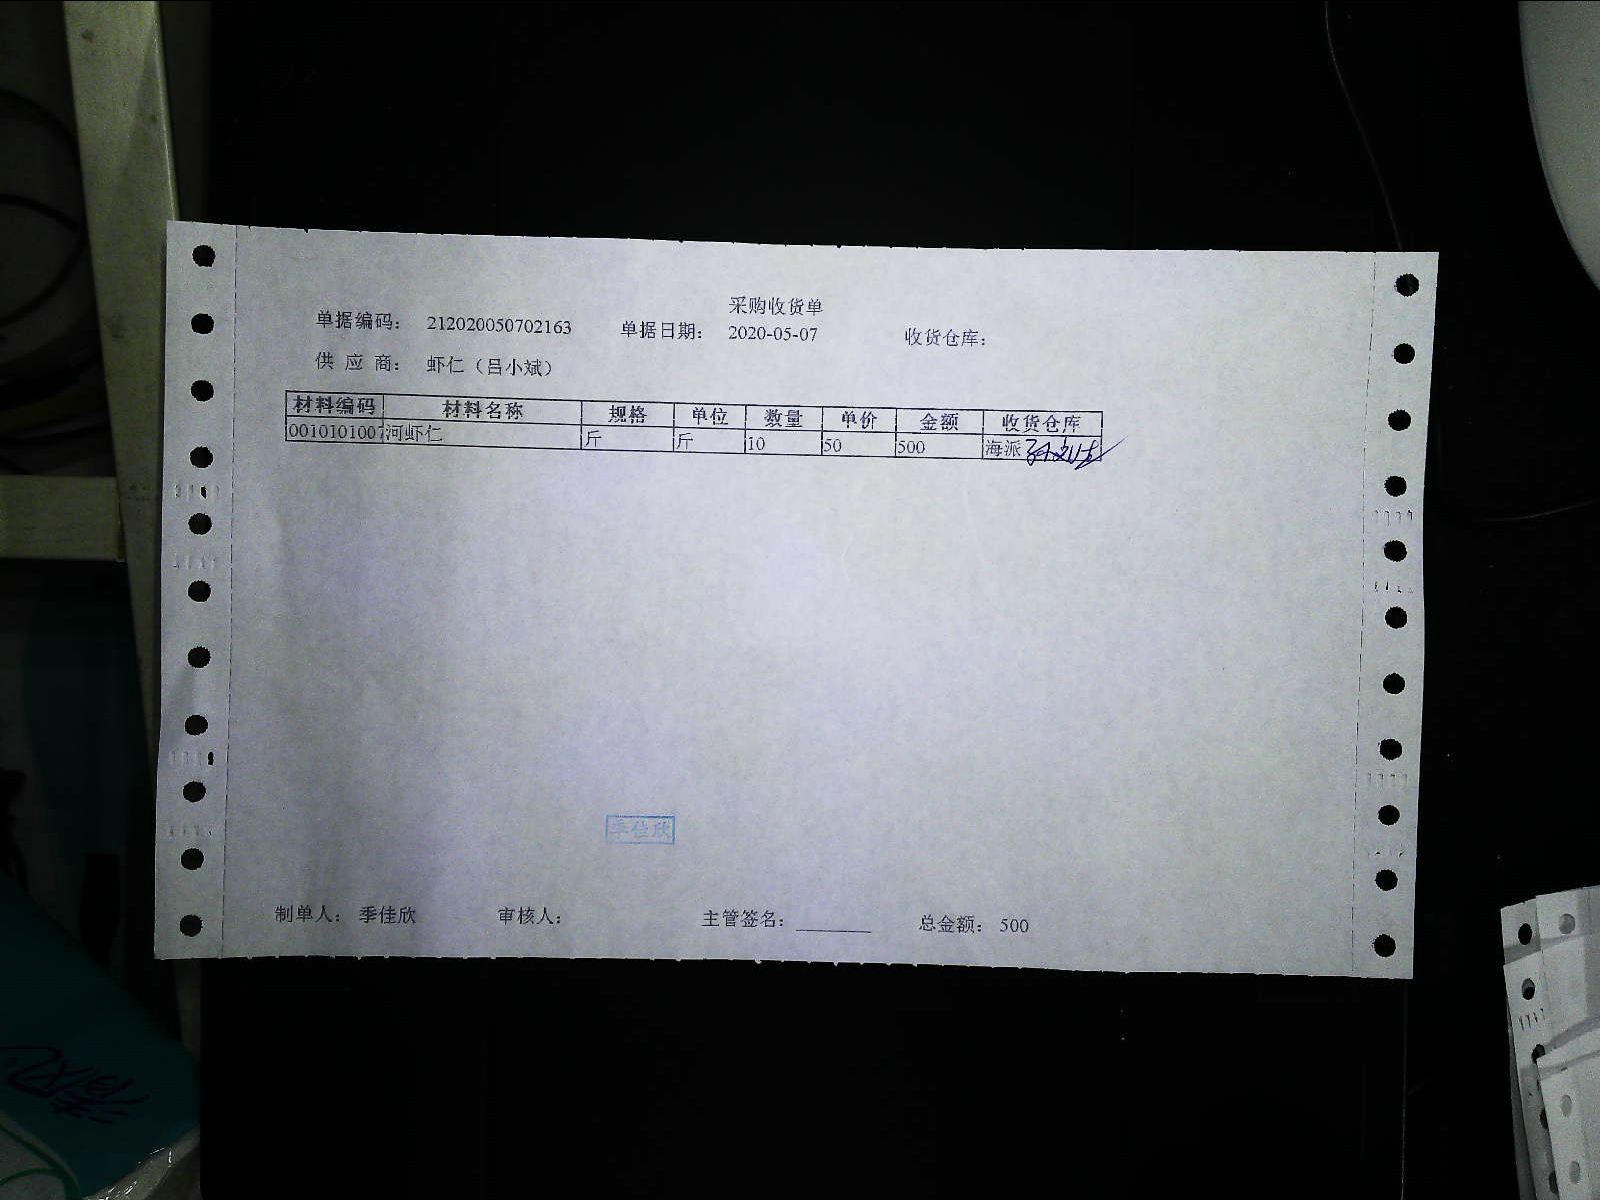 采购收货单
单据编码: 212020050702163 单据日期: 2020-05-07 收货仓库:
供 应 商: 虾仁（吕小斌）
材料编码 材料名称 规格 单位 数量 单价 金额 收货仓库
0010101007 河虾仁 斤 斤 10 50 500 海派
季佳欣
制单人: 季佳欣 审核人: 主管签名: ________ 总金额: 500